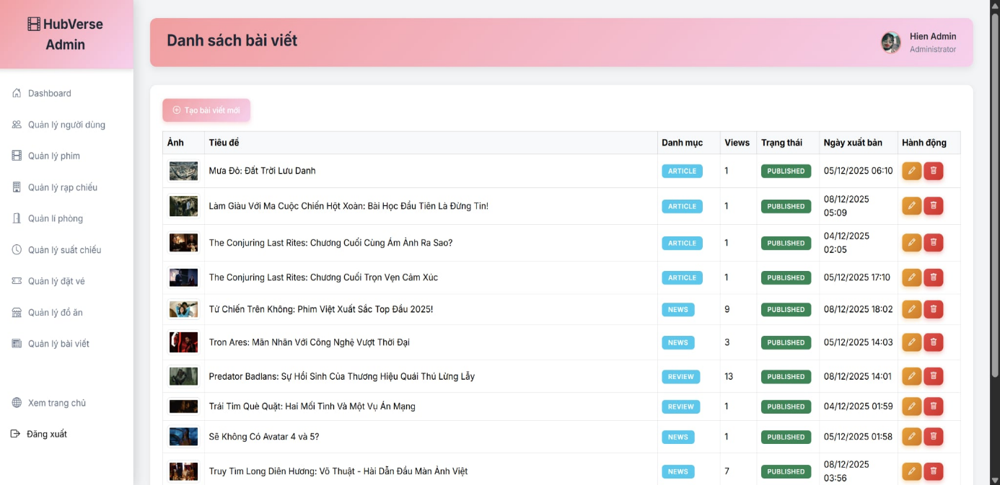 HubVerse
Admin
Dashboard
Quản lý người dùng
Quản lý phim
Quản lý rạp chiếu
Quản lí phòng
Quản lý suất chiếu
Quản lý đặt vé
Quản lý đồ ăn
Quản lý bài viết
Xem trang chủ
Đăng xuất
Danh sách bài viết
Hien Admin
Administrator
Tạo bài viết mới
Ảnh Tiêu đề Danh mục Views Trạng thái Ngày xuất bản Hành động
Mưa Đỏ: Đất Trời Lưu Danh ARTICLE 1 PUBLISHED 05/12/2025 06:10
Làm Giàu Với Ma Cuộc Chiến Hột Xoàn: Bài Học Đầu Tiên Là Đừng Tin! ARTICLE 1 PUBLISHED 08/12/2025
05:09
The Conjuring Last Rites: Chương Cuối Cùng Ám Ảnh Ra Sao? ARTICLE 1 PUBLISHED 04/12/2025
02:05
The Conjuring Last Rites: Chương Cuối Trọn Vẹn Cảm Xúc ARTICLE 1 PUBLISHED 05/12/2025 17:10
Tử Chiến Trên Không: Phim Việt Xuất Sắc Top Đầu 2025! NEWS 9 PUBLISHED 08/12/2025 18:02
Tron Ares: Mãn Nhãn Với Công Nghệ Vượt Thời Đại NEWS 3 PUBLISHED 05/12/2025 14:03
Predator Badlans: Sự Hồi Sinh Của Thương Hiệu Quái Thú Lừng Lẫy REVIEW 13 PUBLISHED 08/12/2025 14:01
Trái Tim Què Quặt: Hai Mối Tình Và Một Vụ Án Mạng REVIEW 1 PUBLISHED 04/12/2025 01:59
Sẽ Không Có Avatar 4 và 5? NEWS 1 PUBLISHED 05/12/2025 01:58
Truy Tìm Long Diên Hương: Võ Thuật - Hài Dẫn Đầu Màn Ảnh Việt NEWS 7 PUBLISHED 08/12/2025
03:56